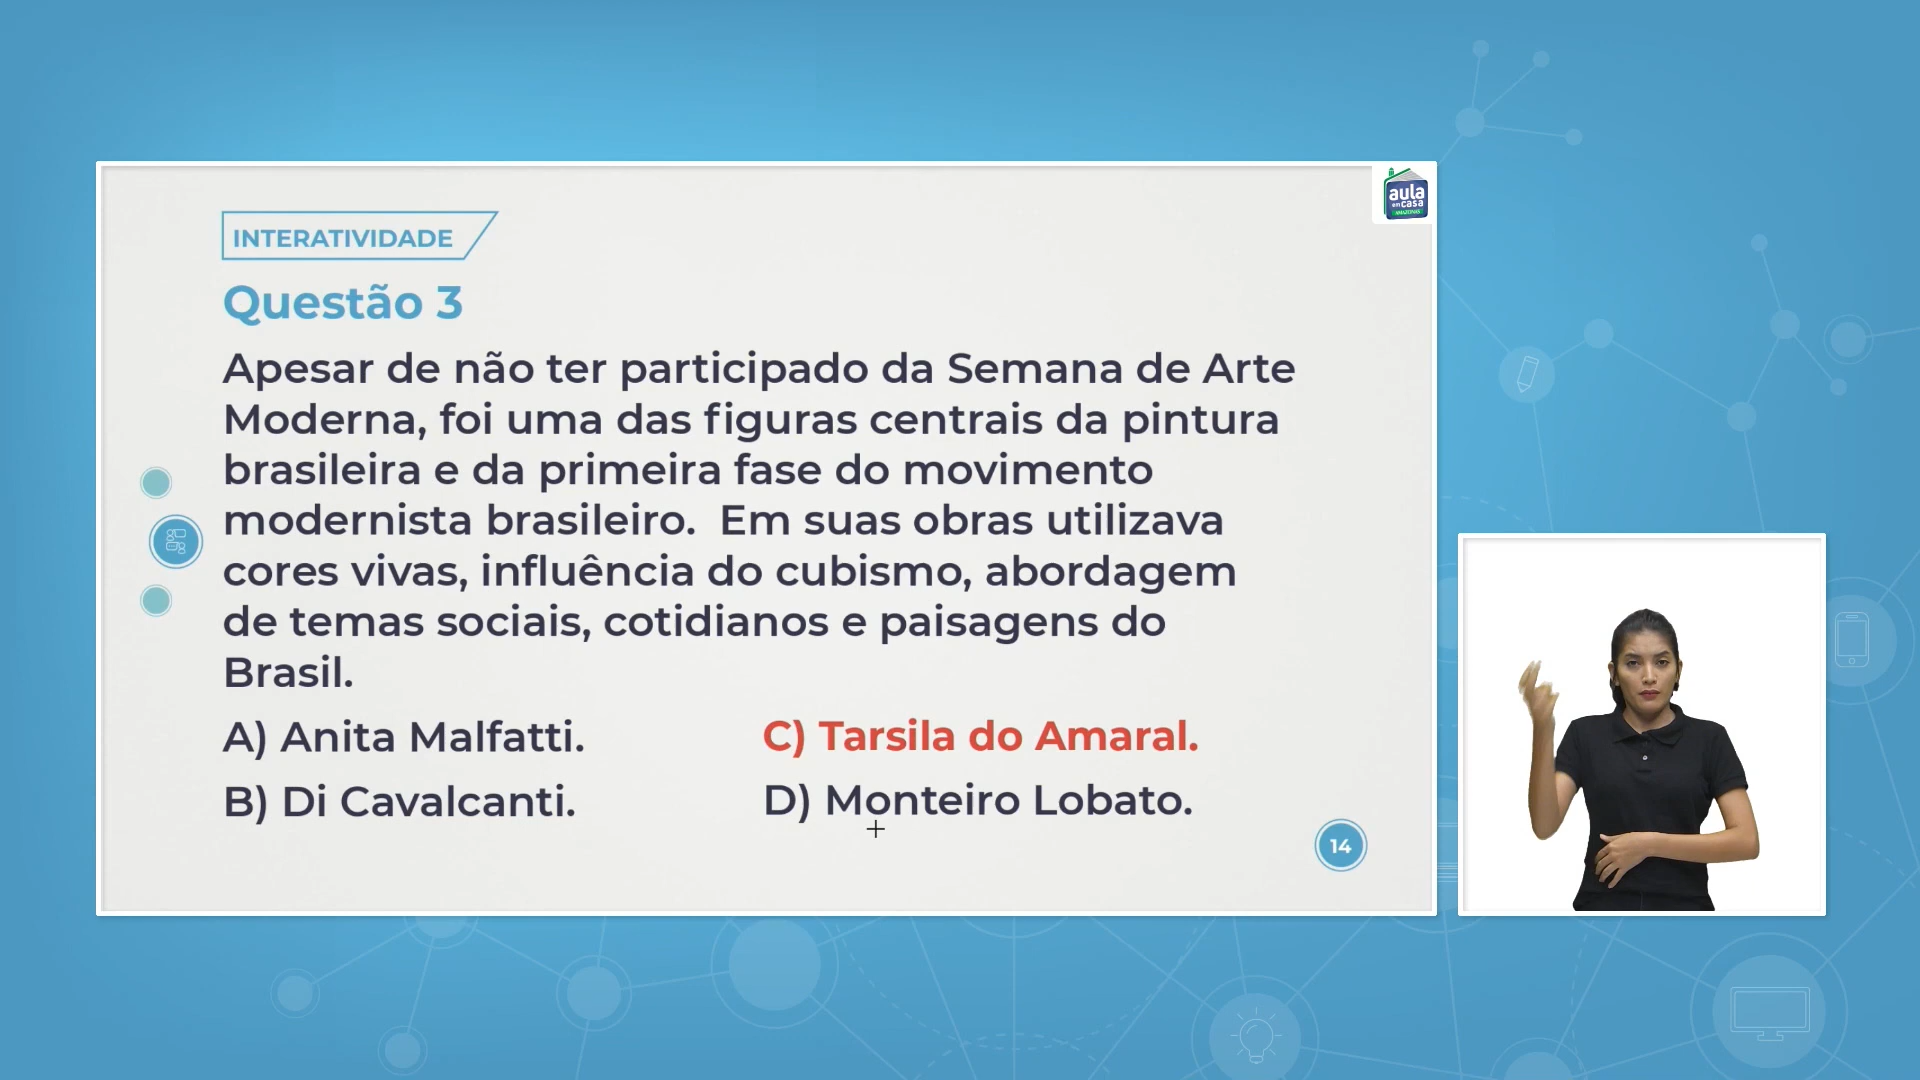 aula
em casa
AMAZONAS
INTERATIVIDADE
Questão 3
Apesar de não ter participado da Semana de Arte
Moderna, foi uma das figuras centrais da pintura
brasileira e da primeira fase do movimento
modernista brasileiro.  Em suas obras utilizava
cores vivas, influência do cubismo, abordagem
de temas sociais, cotidianos e paisagens do
Brasil.
A) Anita Malfatti.
B) Di Cavalcanti.
C) Tarsila do Amaral.
D) Monteiro Lobato.
14